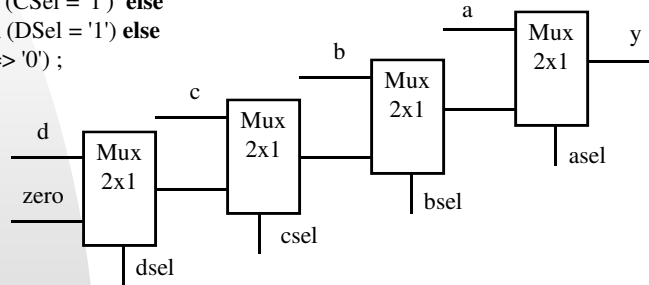 (CSel = '1') else
(DSel = '1') else
> '0') ;
a
Mux
2x1
y
asel
b
Mux
2x1
bsel
c
Mux
2x1
csel
d
zero
Mux
2x1
dsel